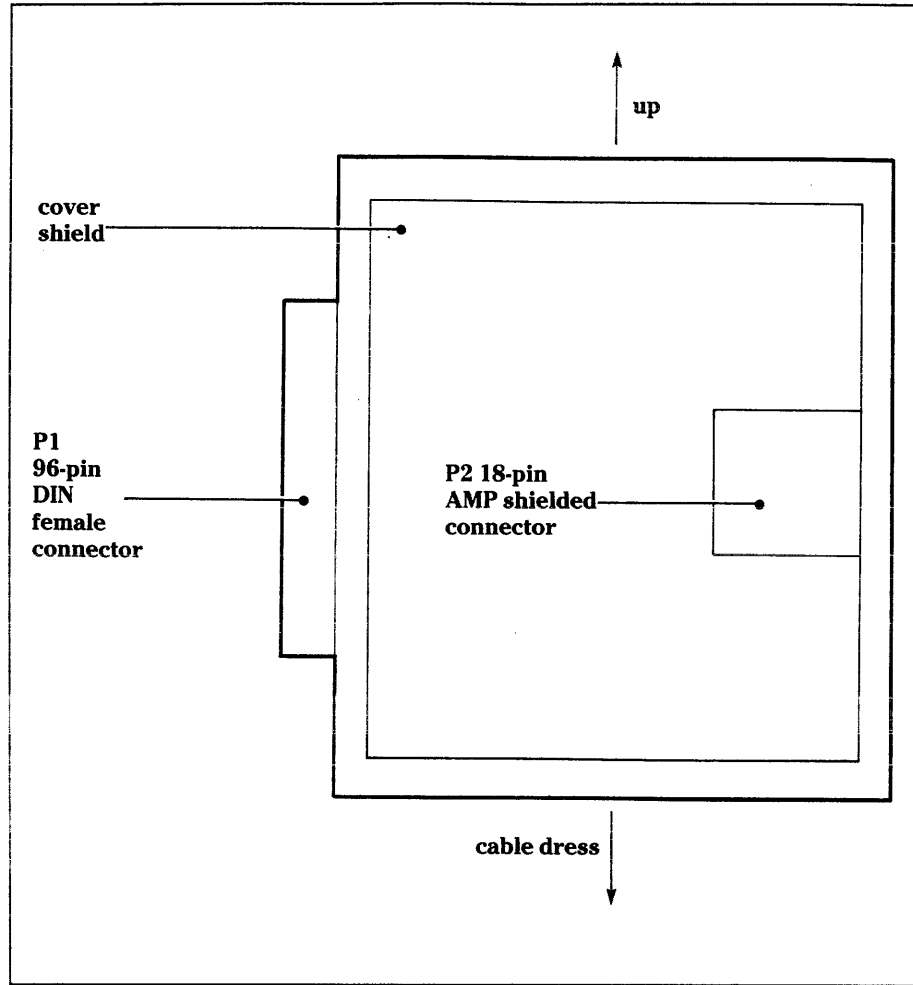 up
cover
shield
P1
96-pin
DIN
female
connector
P2 18-pin
AMP shielded
connector
cable dress